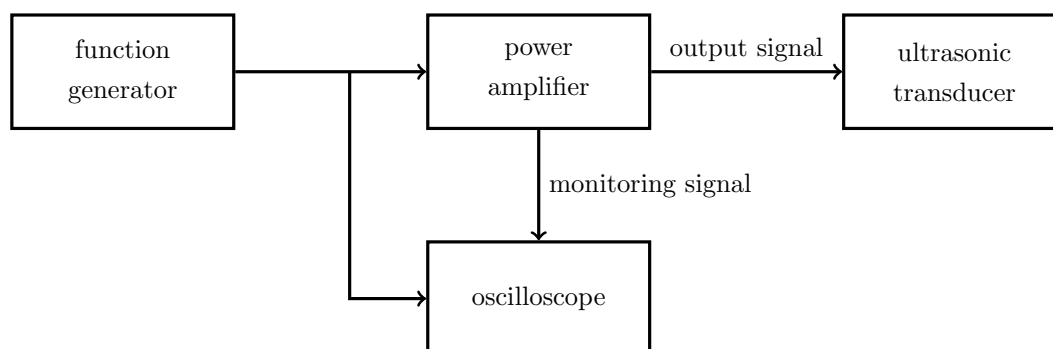 function
generator
power
amplifier
output signal
ultrasonic
transducer
monitoring signal
oscilloscope